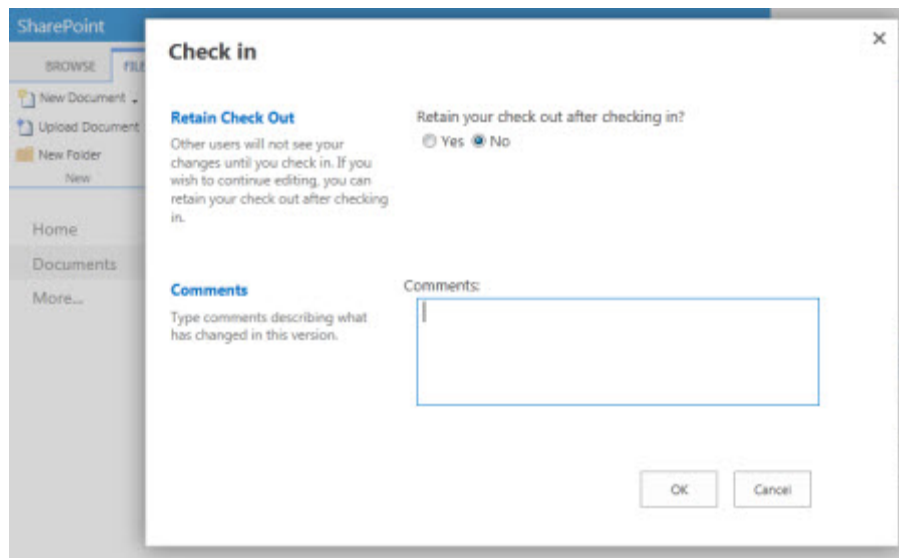 SharePoint
BROWSE
New Document
Upload Document
New Folder
New
Home
Documents
More...
Check in
Retain Check Out
Other users will not see your
changes until you check in. If you
wish to continue editing, you can
retain your check out after checking
in.
Retain your check out after checking in?
Yes No
Comments
Type comments describing what
has changed in this version.
Comments:
OK Cancel